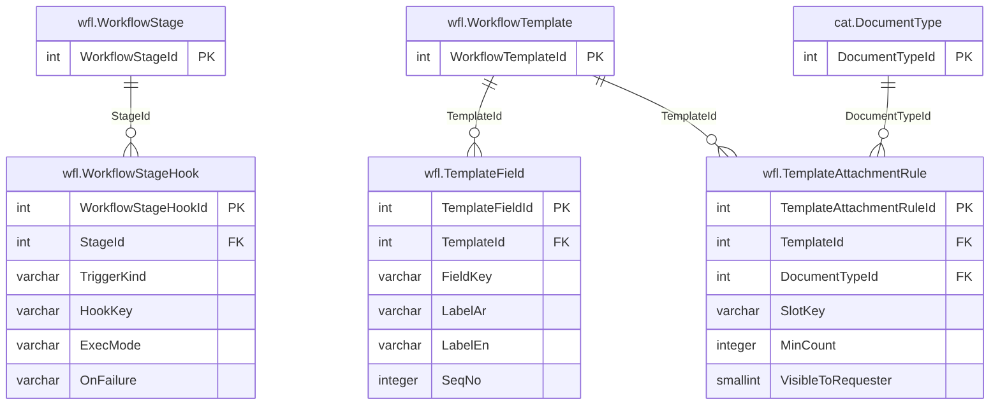 wfl.WorkflowStage
int WorkflowStageId PK
wfl.WorkflowTemplate
int WorkflowTemplateId PK
cat.DocumentType
int DocumentTypeId PK
StageId
TemplateId
TemplateId
DocumentTypeId
wfl.WorkflowStageHook
int WorkflowStageHookId PK
int StageId FK
varchar TriggerKind
varchar HookKey
varchar ExecMode
varchar OnFailure
wfl.TemplateField
int TemplateFieldId PK
int TemplateId FK
varchar FieldKey
varchar LabelAr
varchar LabelEn
integer SeqNo
wfl.TemplateAttachmentRule
int TemplateAttachmentRuleId PK
int TemplateId FK
int DocumentTypeId FK
varchar SlotKey
integer MinCount
smallint VisibleToRequester